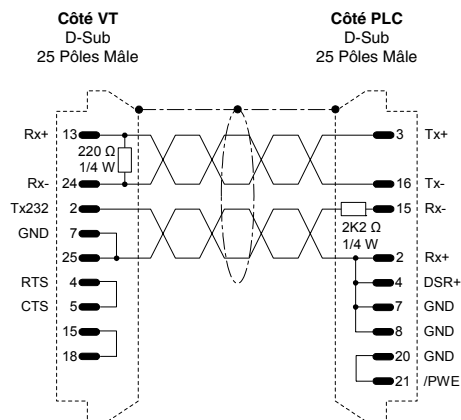 Côté VT
D-Sub
25 Pôles Mâle
Côté PLC
D-Sub
25 Pôles Mâle
Rx+ 13
3 Tx+
220 Ω
1/4 W
Rx- 24
16 Tx-
Tx232 2
15 Rx-
GND 7
2K2 Ω
1/4 W
25
2 Rx+
RTS 4
4 DSR+
CTS 5
7 GND
15
8 GND
18
20 GND
21 /PWE